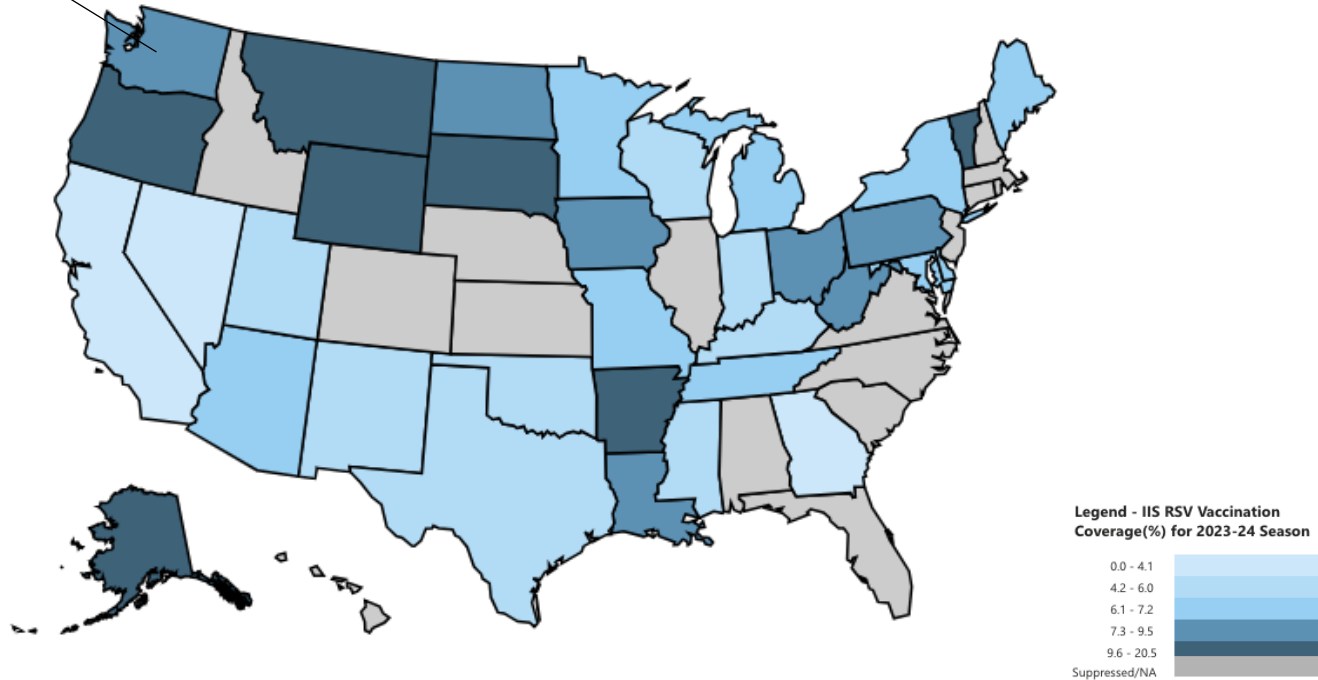 Legend - IIS RSV Vaccination
Coverage(%) for 2023-24 Season
0.0 - 4.1
4.2 - 6.0
6.1 - 7.2
7.3 - 9.5
9.6 - 20.5
Suppressed/NA